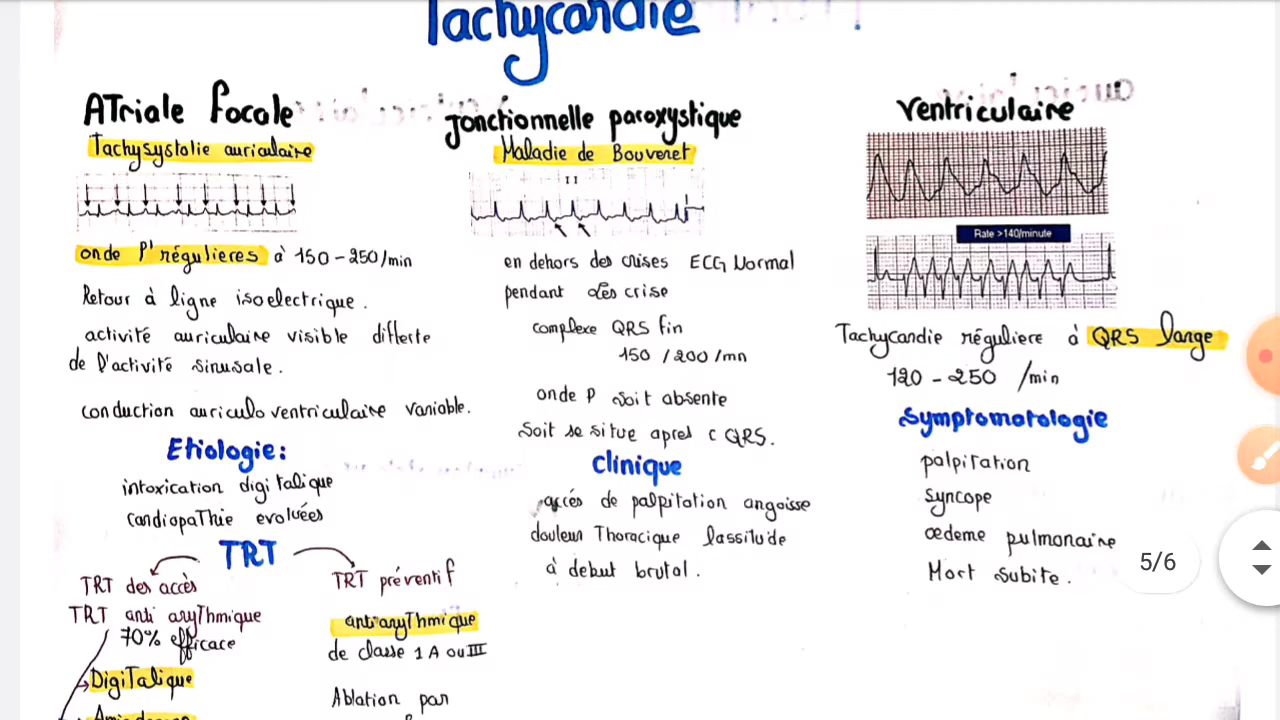 Tachycardie
ATriale focale
Tachysystolie auriculaire
onde P' régulieres à 150-250/min
Retour à ligne isoelectrique.
activité auriculaire visible differte
de l'activité sinusale.
conduction auriculo ventriculaire variable.
Etiologie:
intoxication digitalique
cardiopathie evoluées
TRT
TRT des accès
TRT anti arythmique
70% efficace
Digitalique
TRT préventif
antiarythmique
de classe 1A ou III
Ablation par
Jonctionnelle paroxystique
Maladie de Bouveret
II
en dehors des crises ECG Normal
pendant des crise
complexe QRS fin
150/200/mn
onde P soit absente
Soit se situe apres c QRS.
Clinique
accés de palpitation angoisse
douleur Thoracique lassitude
à debut brutal.
Ventriculaire
Rate >140/minute
Tachycardie réguliere à QRS large
120-250 /min
Symptomatologie
palpitation
Syncope
œdeme pulmonaire
Mort Subite.
5/6